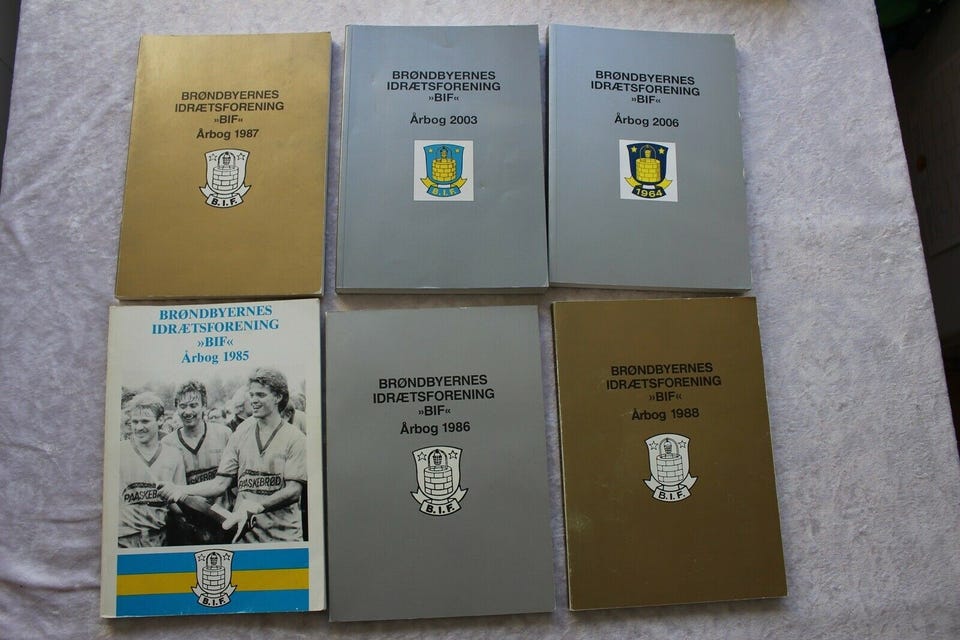 BRØNDBYERNES
IDRÆTSFORENING
»BIF«
Årbog 1987
B.I.F.
BRØNDBYERNES
IDRÆTSFORENING
»BIF«
Årbog 2003
B.I.F.
BRØNDBYERNES
IDRÆTSFORENING
»BIF«
Årbog 2006
1964
BRØNDBYERNES
IDRÆTSFORENING
»BIF«
Årbog 1985
PAASKEBRØD
B.I.F.
BRØNDBYERNES
IDRÆTSFORENING
»BIF«
Årbog 1986
B.I.F.
BRØNDBYERNES
IDRÆTSFORENING
»BIF«
Årbog 1988
B.I.F.